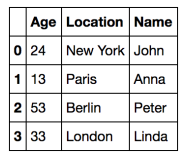 Age Location Name
0 24 New York John
1 13 Paris Anna
2 53 Berlin Peter
3 33 London Linda